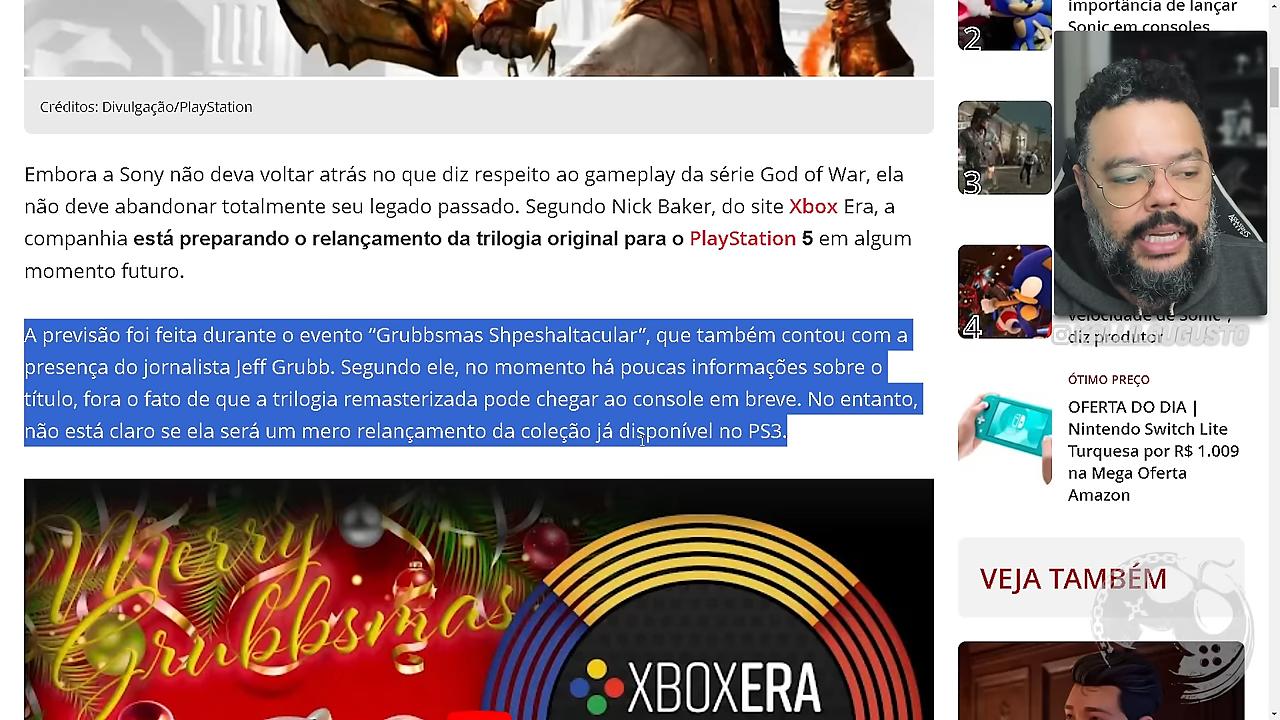 Créditos: Divulgação/PlayStation
Embora a Sony não deva voltar atrás no que diz respeito ao gameplay da série God of War, ela
não deve abandonar totalmente seu legado passado. Segundo Nick Baker, do site Xbox Era, a
companhia está preparando o relançamento da trilogia original para o PlayStation 5 em algum
momento futuro.
A previsão foi feita durante o evento “Grubbsmas Shpeshaltacular”, que também contou com a
presença do jornalista Jeff Grubb. Segundo ele, no momento há poucas informações sobre o
título, fora o fato de que a trilogia remasterizada pode chegar ao console em breve. No entanto,
não está claro se ela será um mero relançamento da coleção já disponível no PS3.
Merry
Grubbsmas
XBOXERA
2
importância de lançar
Sonic em consoles
3
4
velocidade de Sonic”,
diz produtor
ÓTIMO PREÇO
OFERTA DO DIA |
Nintendo Switch Lite
Turquesa por R$ 1.009
na Mega Oferta
Amazon
VEJA TAMBÉM